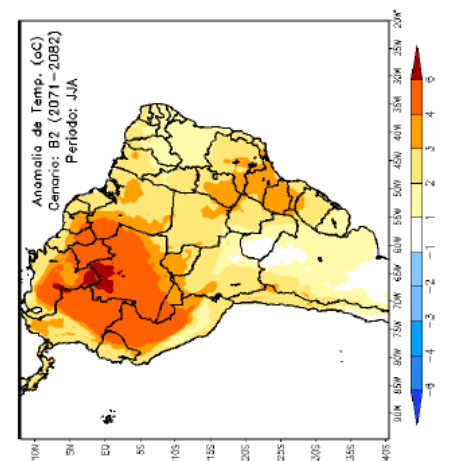 Anomalia de Temp. (oC)
Cenario: B2 (2071-2082)
Período: JJA
10N
5N
EQ
5S
10S
15S
20S
25S
30S
35S
40S
90W 85W 80W 75W 70W 65W 60W 55W 50W 45W 40W 35W 30W 25W 20W
-6 -4 -3 -2 -1 1 2 3 4 6